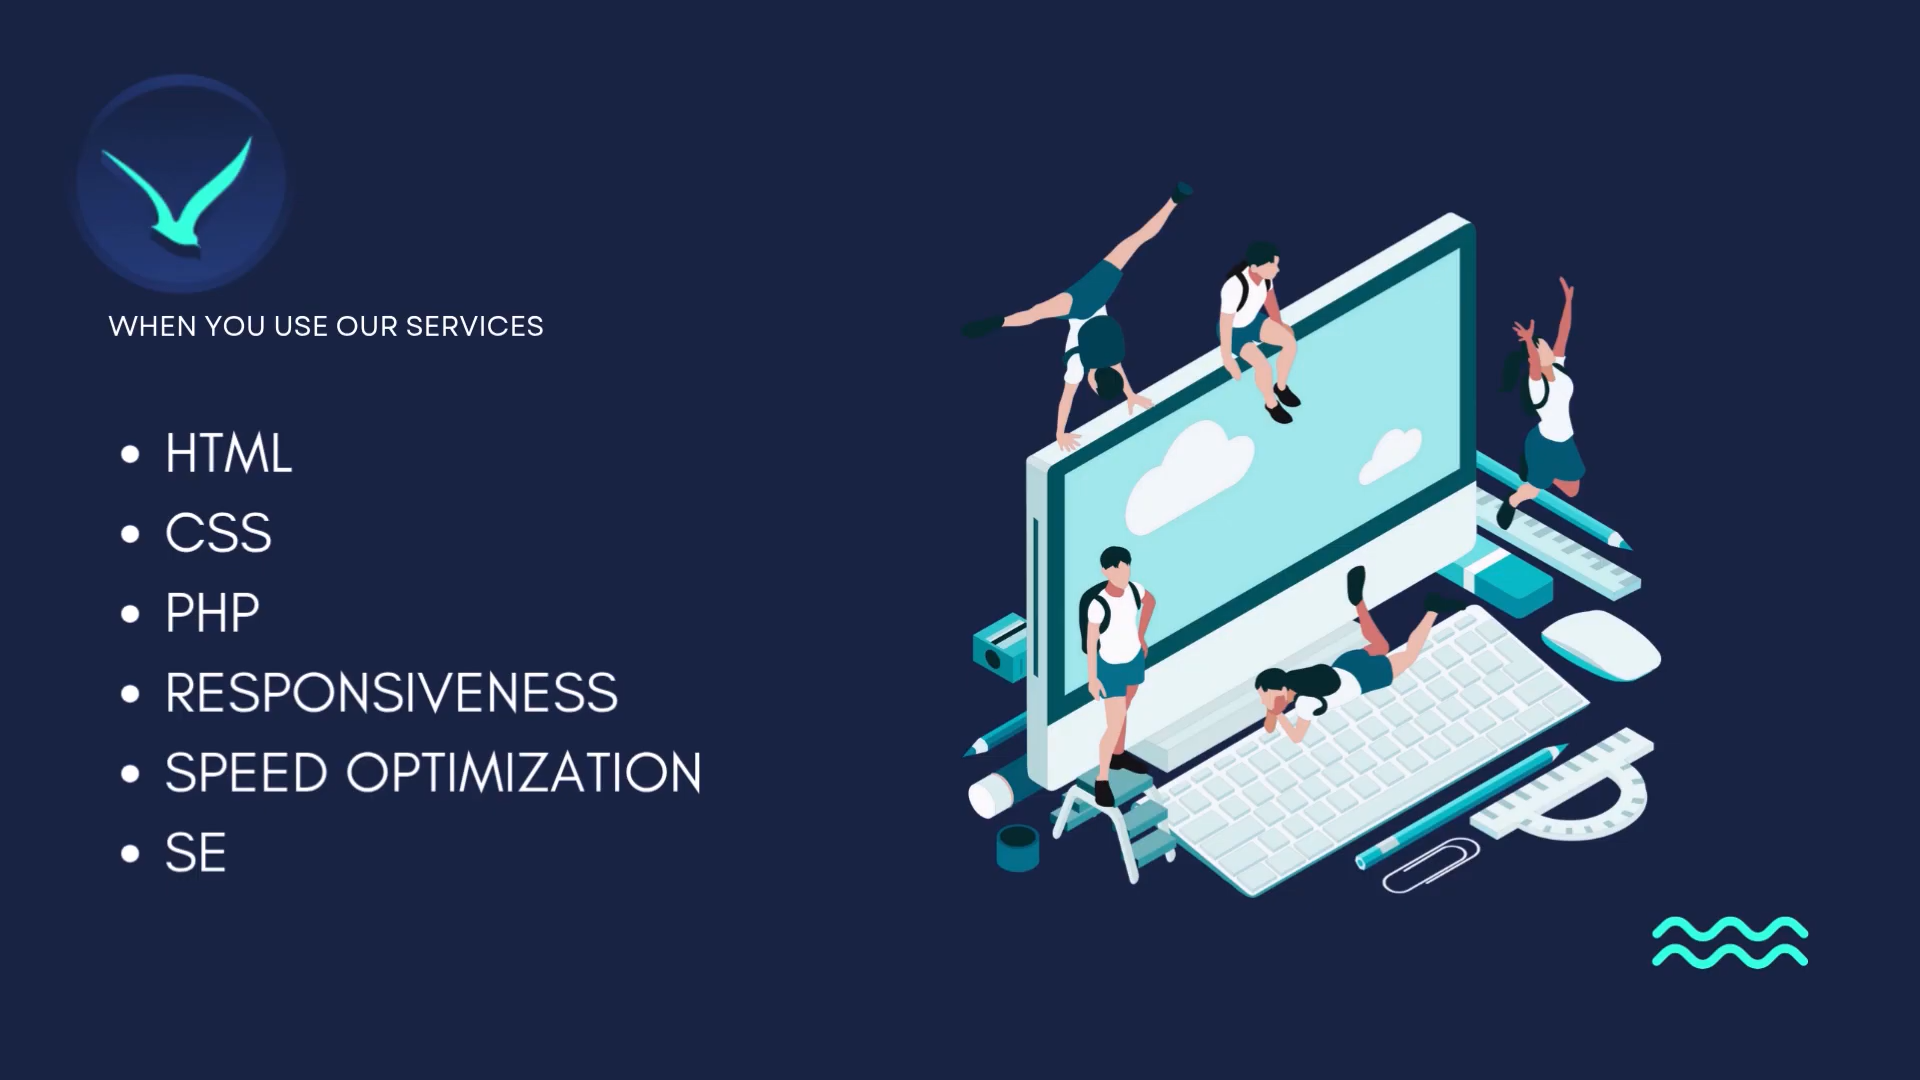 WHEN YOU USE OUR SERVICES
• HTML
• CSS
• PHP
• RESPONSIVENESS
• SPEED OPTIMIZATION
• SE